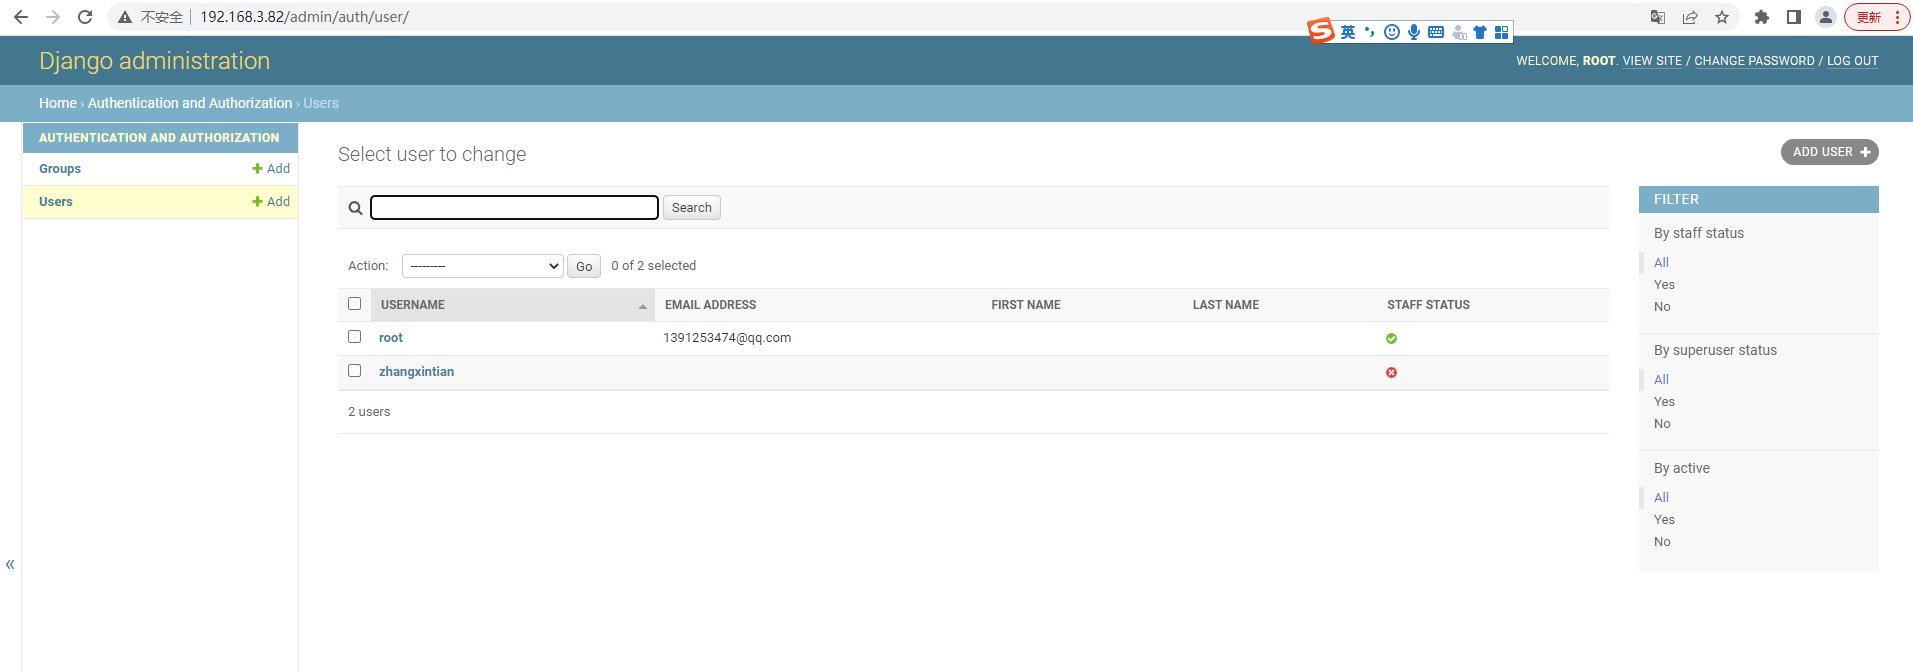 不安全 192.168.3.82/admin/auth/user/ 更新
英
Django administration
WELCOME, ROOT. VIEW SITE / CHANGE PASSWORD / LOG OUT
Home › Authentication and Authorization › Users
AUTHENTICATION AND AUTHORIZATION
Groups + Add
Users + Add
«
Select user to change
ADD USER +
Search
Action: --------- Go 0 of 2 selected
USERNAME EMAIL ADDRESS FIRST NAME LAST NAME STAFF STATUS
root 1391253474@qq.com
zhangxintian
2 users
FILTER
By staff status
All
Yes
No
By superuser status
All
Yes
No
By active
All
Yes
No